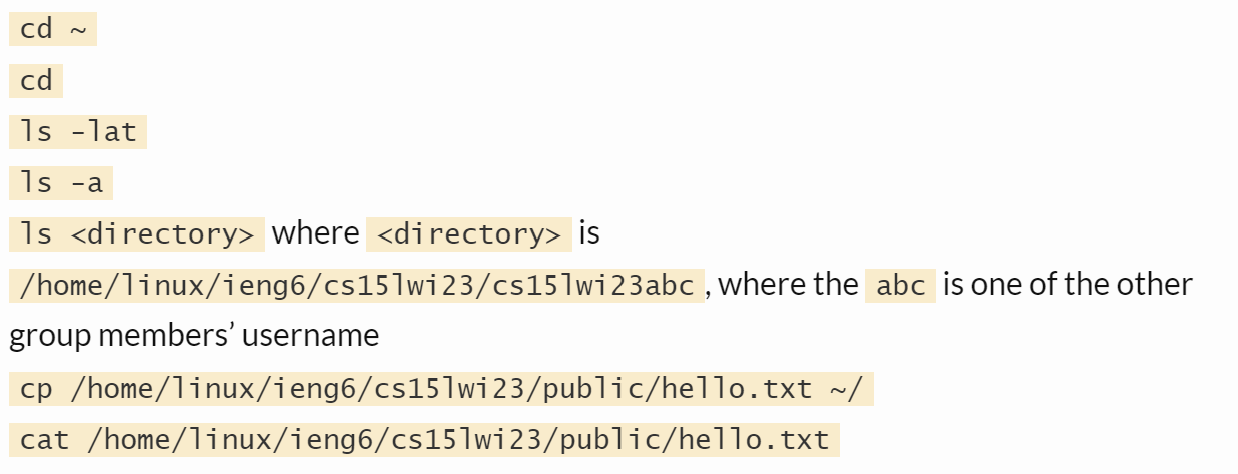 cd ~
cd
ls -lat
ls -a
ls <directory> where <directory> is
/home/linux/ieng6/cs15lwi23/cs15lwi23abc, where the abc is one of the other
group members’ username
cp /home/linux/ieng6/cs15lwi23/public/hello.txt ~/
cat /home/linux/ieng6/cs15lwi23/public/hello.txt